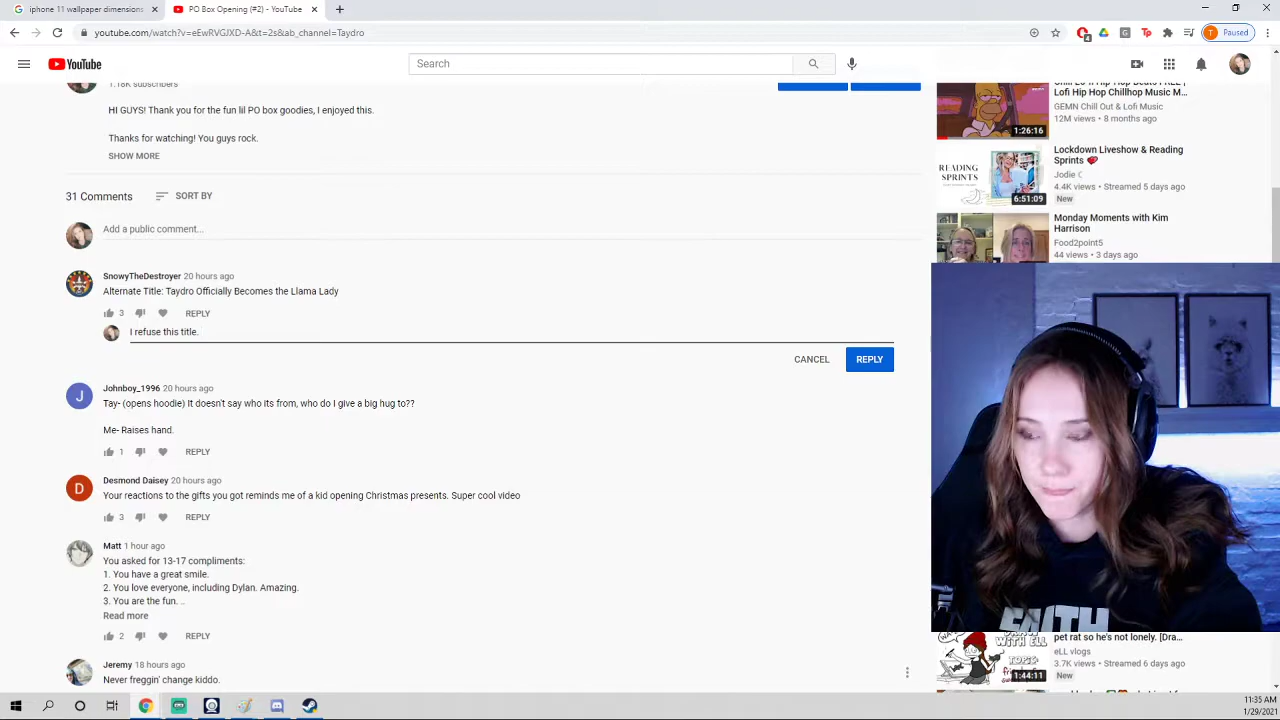 iphone 11 wallpaper dimensions
PO Box Opening (#2) - YouTube
youtube.com/watch?v=eEwRVGJXD-A&t=2s&ab_channel=Taydro
Paused
YouTube
Search
1.18K subscribers
HI GUYS! Thank you for the fun lil PO box goodies, I enjoyed this.
Thanks for watching! You guys rock.
SHOW MORE
31 Comments
SORT BY
Add a public comment...
SnowyTheDestroyer 20 hours ago
Alternate Title: Taydro Officially Becomes the Llama Lady
3
REPLY
I refuse this title.
CANCEL
REPLY
Johnboy_1996 20 hours ago
Tay- (opens hoodie) It doesn't say who its from, who do I give a big hug to??
Me- Raises hand.
1
REPLY
Desmond Daisey 20 hours ago
Your reactions to the gifts you got reminds me of a kid opening Christmas presents. Super cool video
3
REPLY
Matt 1 hour ago
You asked for 13-17 compliments:
1. You have a great smile.
2. You love everyone, including Dylan. Amazing.
3. You are the fun. ..
Read more
2
REPLY
Jeremy 18 hours ago
Never freggin' change kiddo.
Lofi Hip Hop Chillhop Music M...
GEMN Chill Out & Lofi Music
12M views • 8 months ago
1:26:16
READING
SPRINTS
6:51:09
Lockdown Liveshow & Reading
Sprints
Jodie
4.4K views • Streamed 5 days ago
New
Monday Moments with Kim
Harrison
Food2point5
44 views • 3 days ago
FAITH
WITH ELL
1:44:11
pet rat so he's not lonely. [Dra...
eLL vlogs
3.7K views • Streamed 6 days ago
New
11:35 AM
1/29/2021